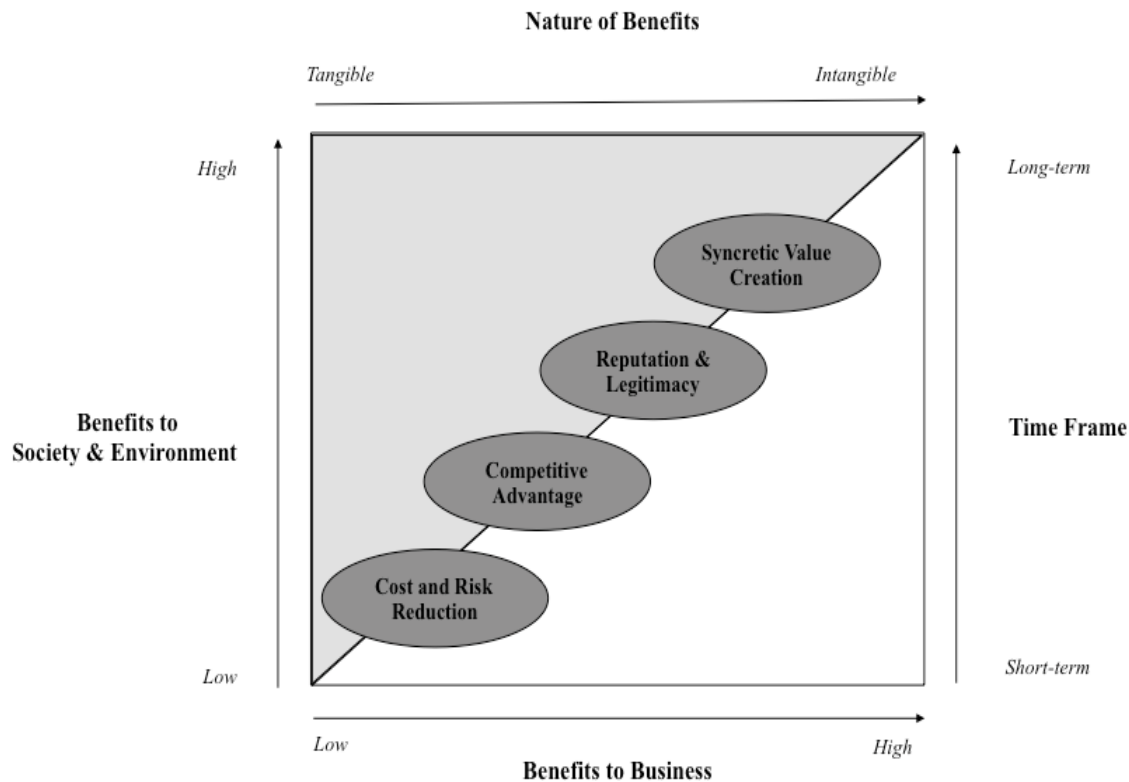 Nature of Benefits
Tangible
Intangible
High
Long-term
Syncretic Value
Creation
Reputation &
Legitimacy
Benefits to
Society & Environment
Time Frame
Competitive
Advantage
Cost and Risk
Reduction
Low
Short-term
Low
High
Benefits to Business